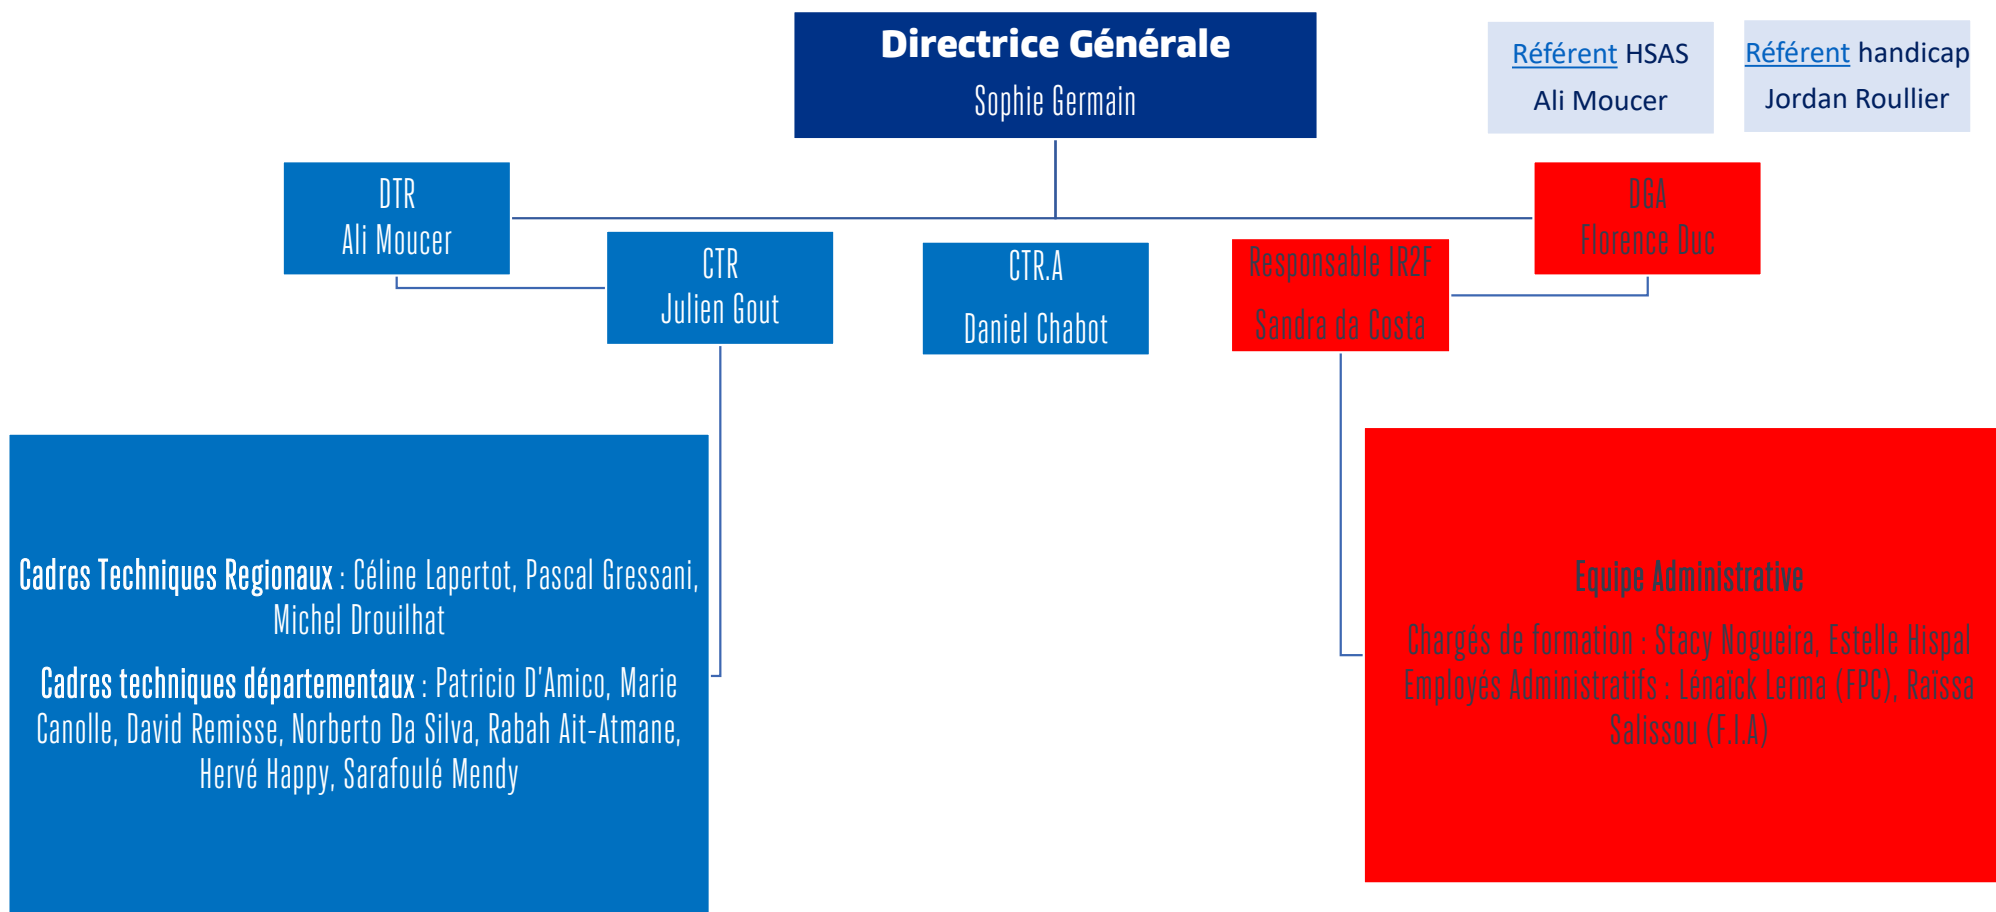 Directrice Générale
Sophie Germain
Référent HSAS
Ali Moucer
Référent handicap
Jordan Roullier
DTR
Ali Moucer
DGA
Florence Duc
CTR
Julien Gout
CTR.A
Daniel Chabot
Responsable IR2F
Sandra da Costa
Cadres Techniques Regionaux : Céline Lapertot, Pascal Gressani,
Michel Drouilhat
Cadres techniques départementaux : Patricio D'Amico, Marie
Canolle, David Remisse, Norberto Da Silva, Rabah Ait-Atmane,
Hervé Happy, Sarafoulé Mendy
Equipe Administrative
Chargés de formation : Stacy Nogueira, Estelle Hispal
Employés Administratifs : Lénaïck Lerma (FPC), Raïssa
Salissou (F.I.A)